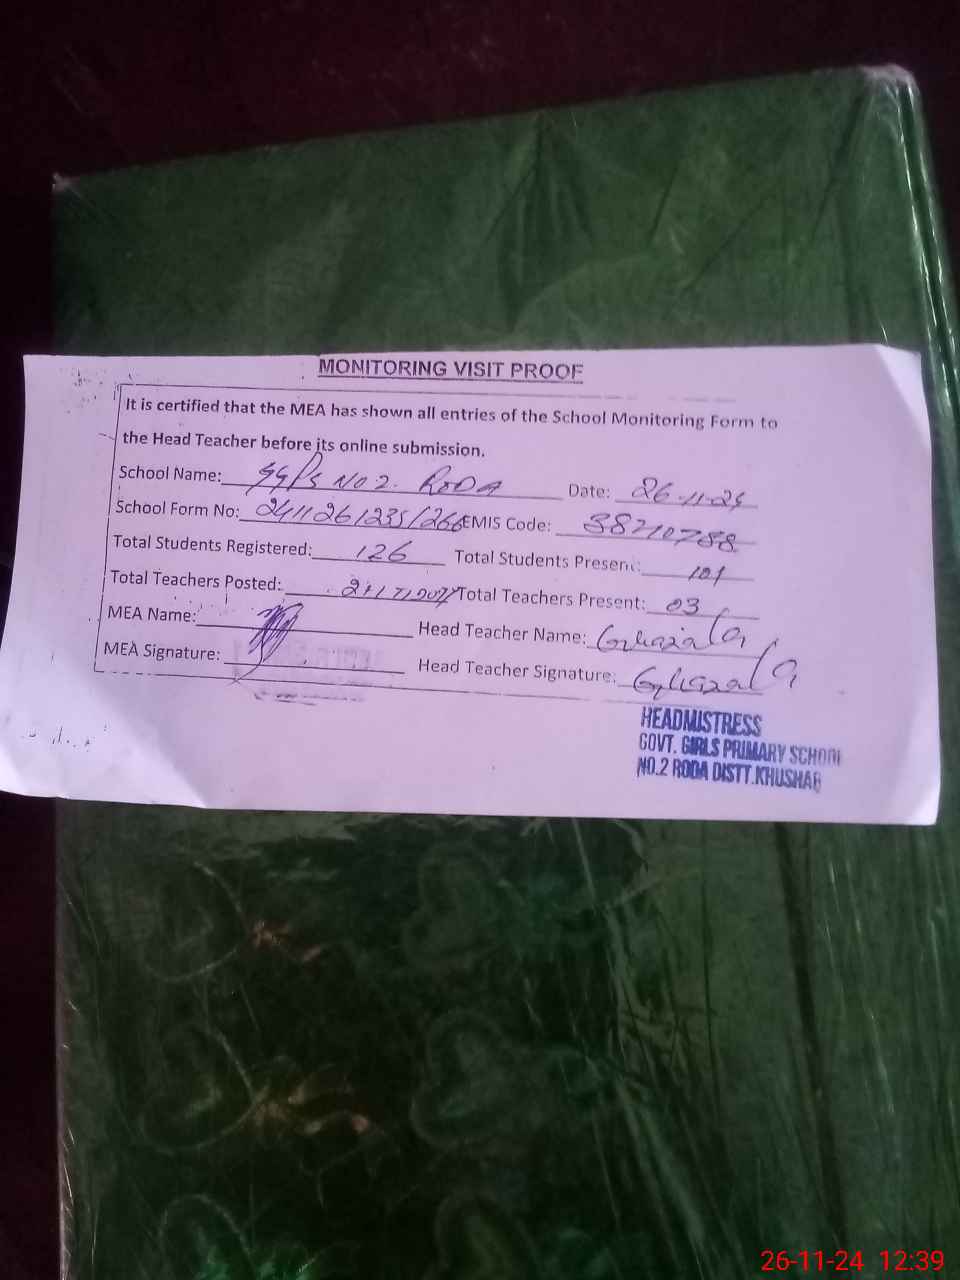 MONITORING VISIT PROOF
It is certified that the MEA has shown all entries of the School Monitoring Form to
the Head Teacher before its online submission.
School Name: GGPS NO 2. RODA Date: 26-11-24
School Form No: EMIS Code: 38210788
Total Students Registered: 126 Total Students Present: 101
Total Teachers Posted: Total Teachers Present: 03
MEA Name: Head Teacher Name: Ghazala
MEA Signature: Head Teacher Signature: Ghazala
HEADMISTRESS
GOVT. GIRLS PRIMARY SCHOOL
NO.2 RODA DISTT.KHUSHAB
26-11-24 12:39